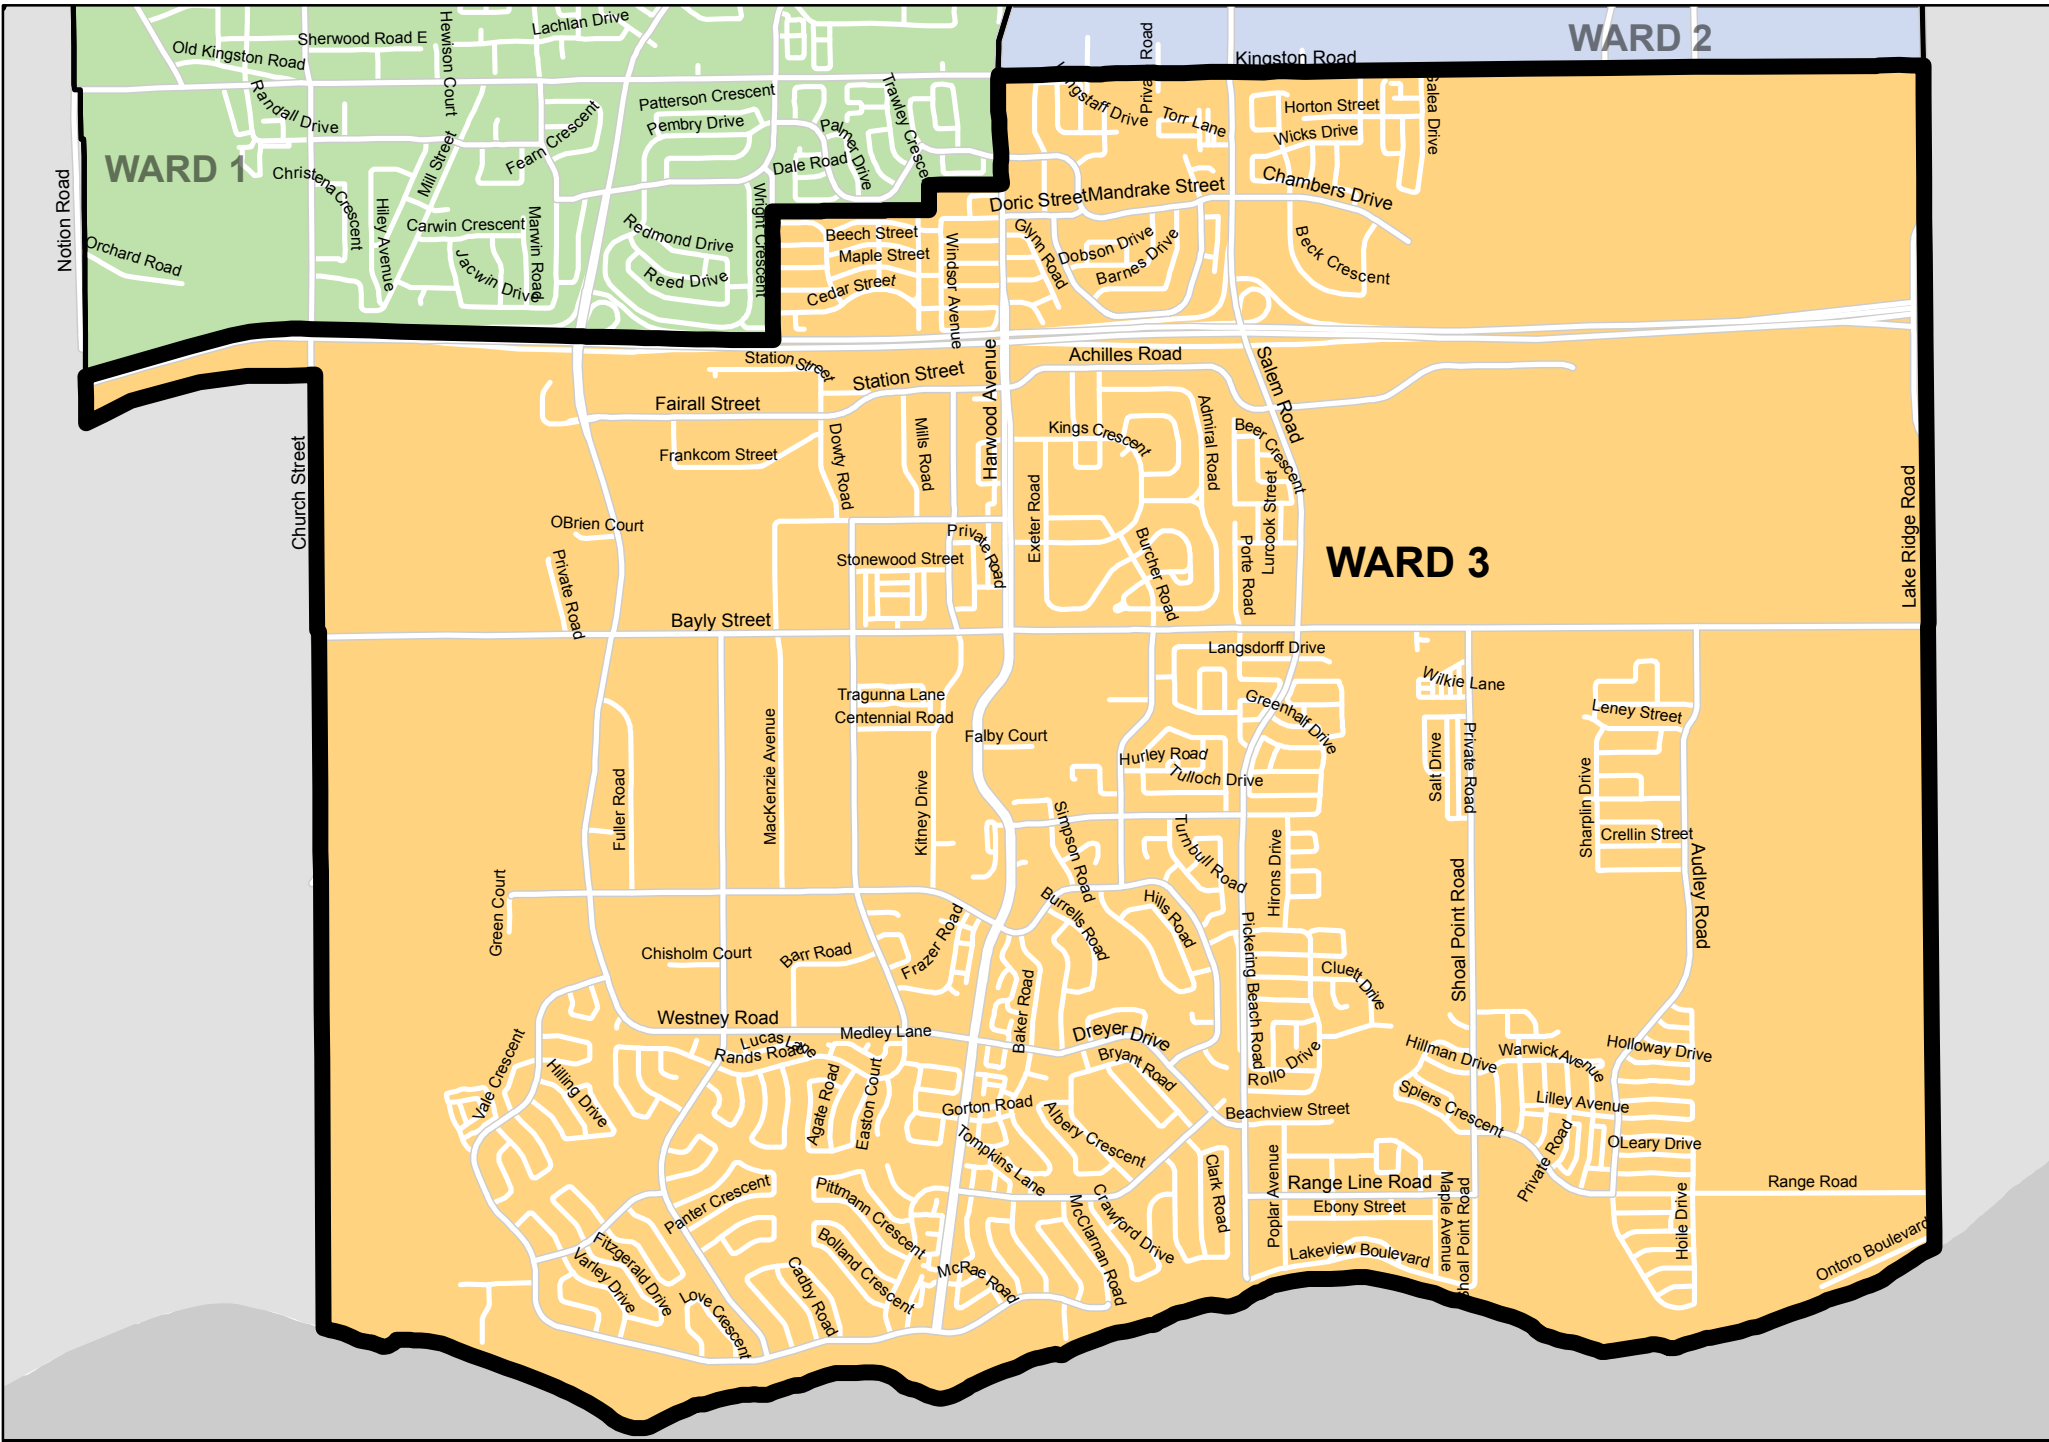 Hewison Court
Lachlan Drive
Sherwood Road E
Old Kingston Road
WARD 2
Kingston Road
Private Road
Randall Drive
Patterson Crescent
Pembry Drive
Palmer Drive
Horton Street
Wicks Drive
Torr Lane
Fearn Crescent
Mill Street
WARD 1
Christena Crescent
Dale Road
Chambers Drive
Doric Street
Mandrake Street
Notion Road
Orchard Road
Hiley Avenue
Carwin Crescent
Jacwin Drive
Marwin Road
Redmond Drive
Reed Drive
Wright Crescent
Beech Street
Maple Street
Cedar Street
Windsor Avenue
Glynn Road
Dobson Drive
Barnes Drive
Beck Crescent
Station Street
Station Street
Achilles Road
Salem Road
Harwood Avenue
Fairall Street
Frankcom Street
Dowty Road
Mills Road
Kings Crescent
Admiral Road
Beer Crescent
Lurcook Street
Church Street
Exeter Road
Lake Ridge Road
OBrien Court
Private Road
Private Road
Stonewood Street
Burcher Road
Porte Road
WARD 3
Bayly Street
Langsdorff Drive
Wilkie Lane
Tragunna Lane
Centennial Road
Greenhalf Drive
Leney Street
MacKenzie Avenue
Falby Court
Hurley Road
Tulloch Drive
Salt Drive
Private Road
Fuller Road
Kitney Drive
Simpson Road
Turnbull Road
Hirons Drive
Sharplin Drive
Crellin Street
Audley Road
Shoal Point Road
Green Court
Burrells Road
Hills Road
Pickering Beach Road
Chisholm Court
Barr Road
Frazer Road
Cluett Drive
Baker Road
Westney Road
Medley Lane
Dreyer Drive
Lucas Lane
Rands Road
Bryant Road
Rollo Drive
Hillman Drive
Warwick Avenue
Holloway Drive
Vale Crescent
Hilling Drive
Agate Road
Easton Court
Gorton Road
Albery Crescent
Beachview Street
Spiers Crescent
Lilley Avenue
Tompkins Lane
OLeary Drive
Private Road
Panter Crescent
Pittmann Crescent
Clark Road
Poplar Avenue
Range Line Road
Ebony Street
Maple Avenue
Shoal Point Road
Range Road
McClarnan Road
Crawford Drive
Fitzgerald Drive
Varley Drive
Bolland Crescent
Cadby Road
McRae Road
Love Crescent
Lakeview Boulevard
Hoile Drive
Ontoro Boulevard